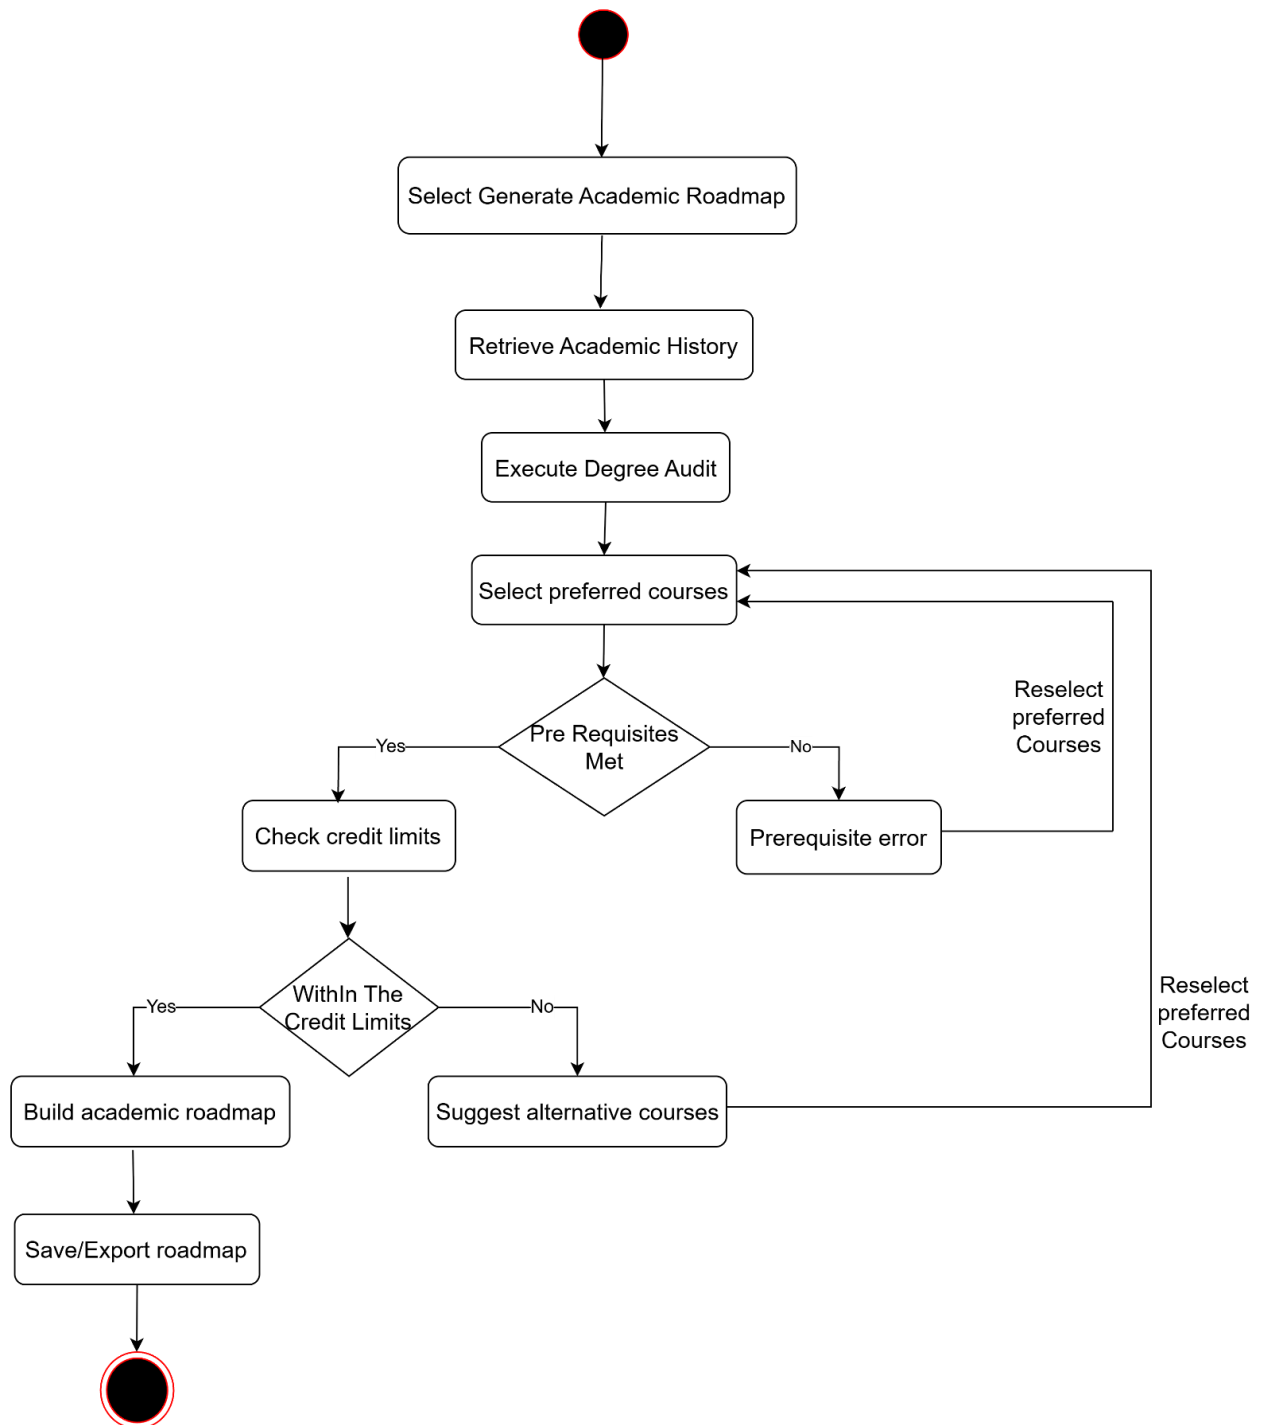 Select Generate Academic Roadmap
Retrieve Academic History
Execute Degree Audit
Select preferred courses
Reselect
preferred
Courses
Pre Requisites
Met
Yes
No
Check credit limits
Prerequisite error
WithIn The
Credit Limits
Yes
No
Reselect
preferred
Courses
Build academic roadmap
Suggest alternative courses
Save/Export roadmap